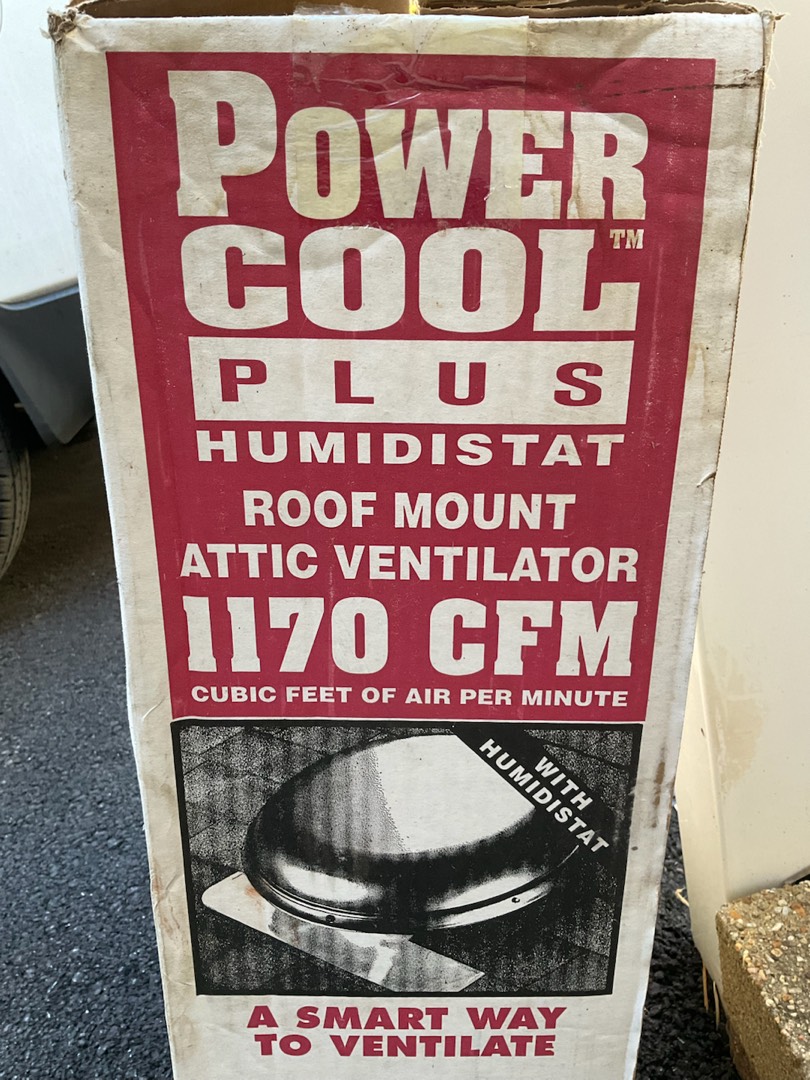 POWER
COOL™
PLUS
HUMIDISTAT
ROOF MOUNT
ATTIC VENTILATOR
1170 CFM
CUBIC FEET OF AIR PER MINUTE
WITH
HUMIDISTAT
A SMART WAY
TO VENTILATE